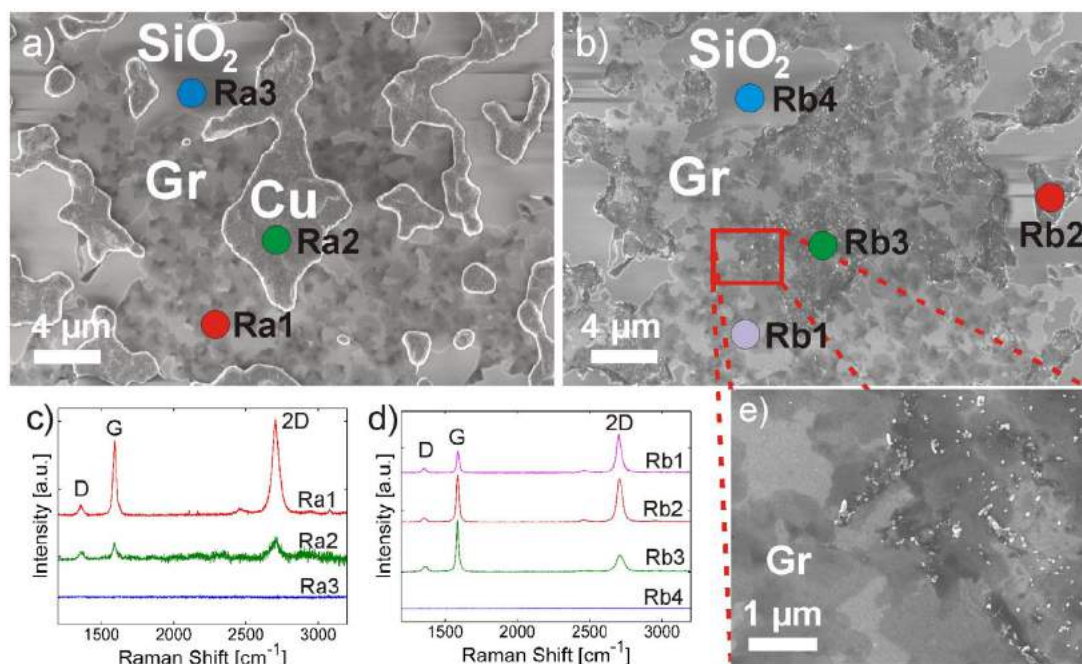 a)
SiO2
Ra3
Gr
Cu
Ra2
Ra1
4 µm
b)
SiO2
Rb4
Gr
Rb2
Rb3
Rb1
4 µm
c)
D
G
2D
Ra1
Ra2
Ra3
Intensity [a.u.]
1500 2000 2500 3000
Raman Shift [cm-1]
d)
D
G
2D
Rb1
Rb2
Rb3
Rb4
Intensity [a.u.]
1500 2000 2500 3000
Raman Shift [cm-1]
e)
Gr
1 µm